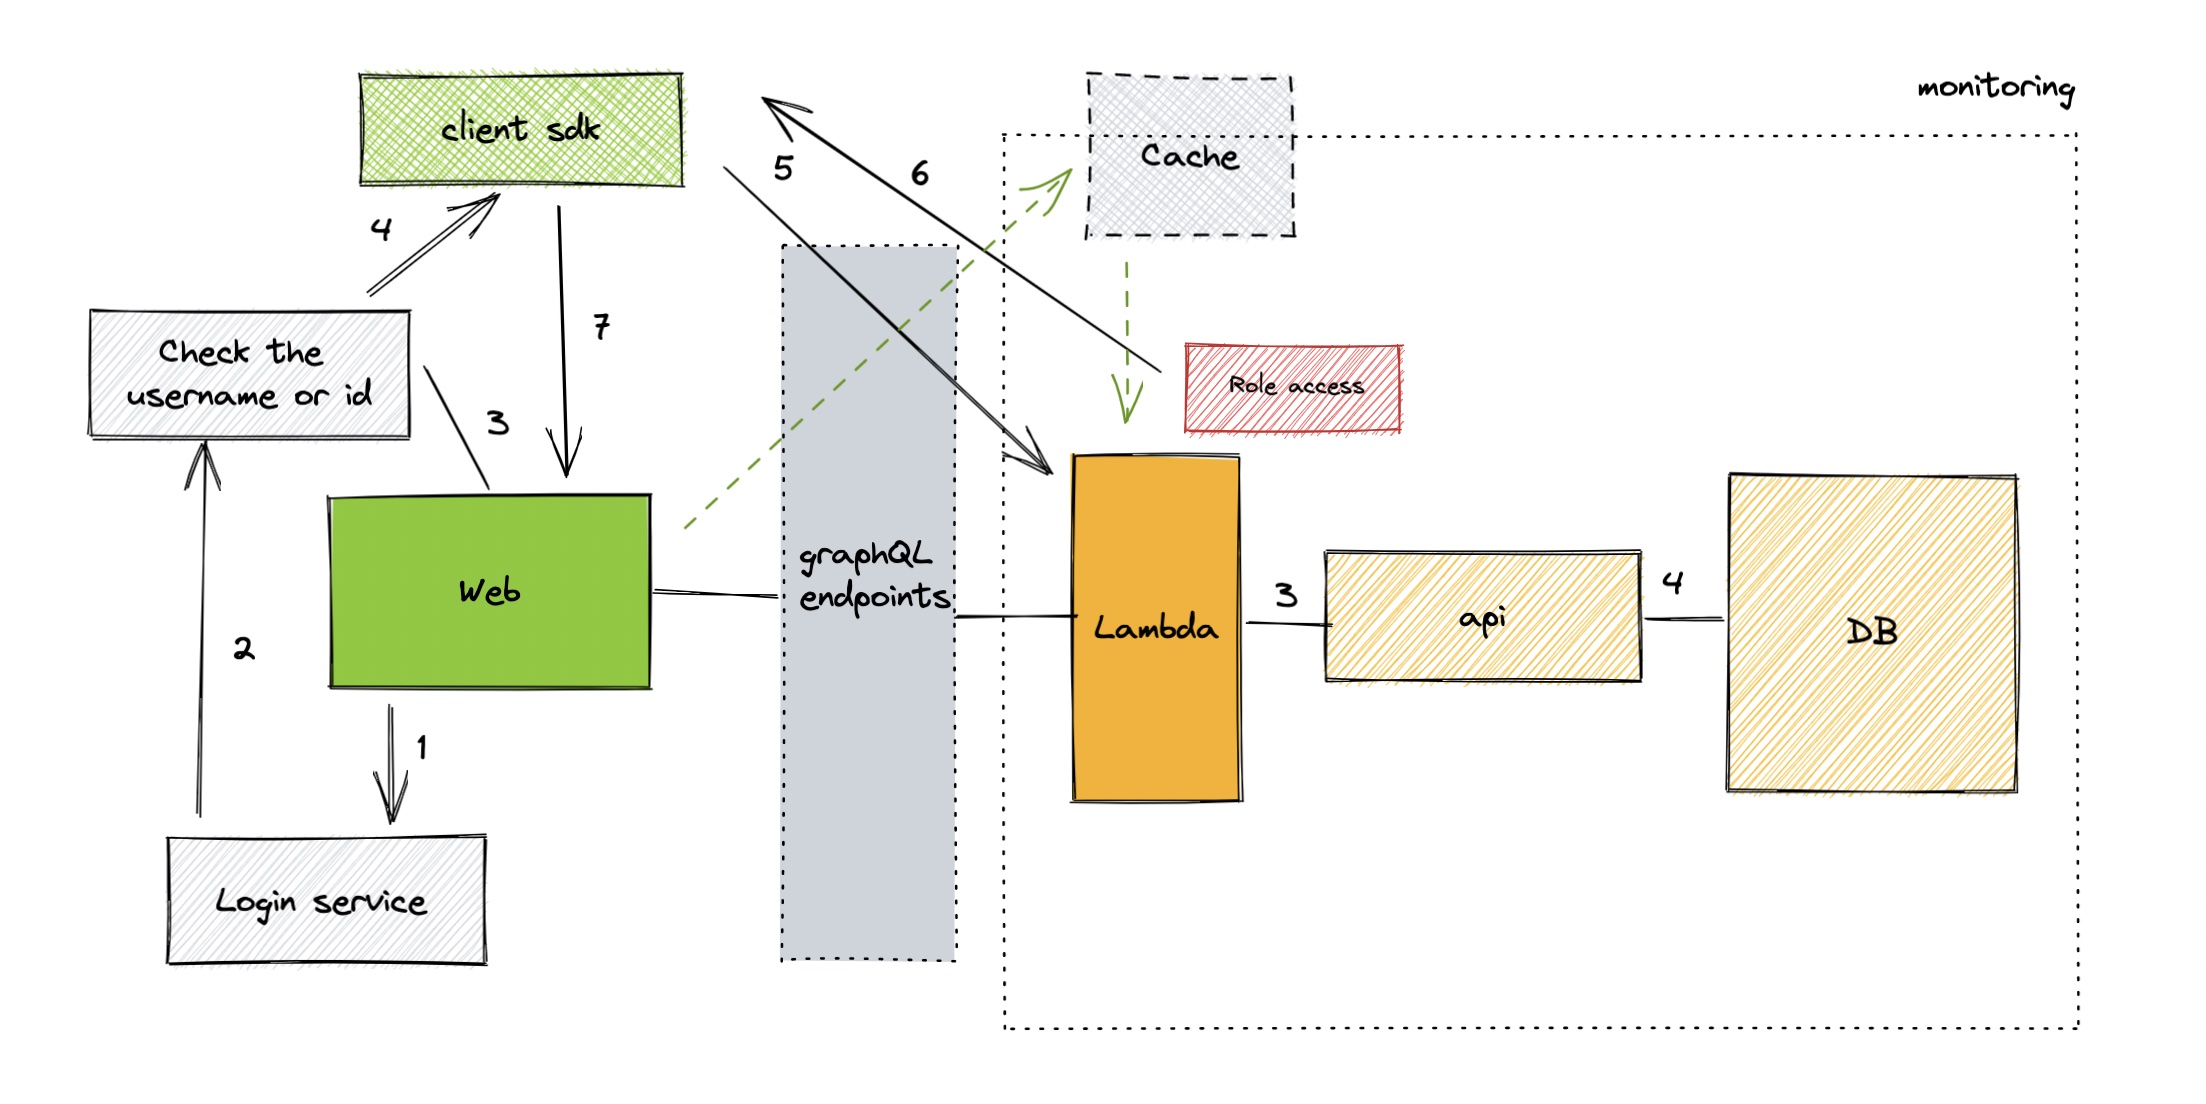 monitoring
client sdk
Cache
5
6
4
7
Check the
username or id
3
Role access
graphQL
endpoints
Web
3
4
api
Lambda
DB
2
1
Login service